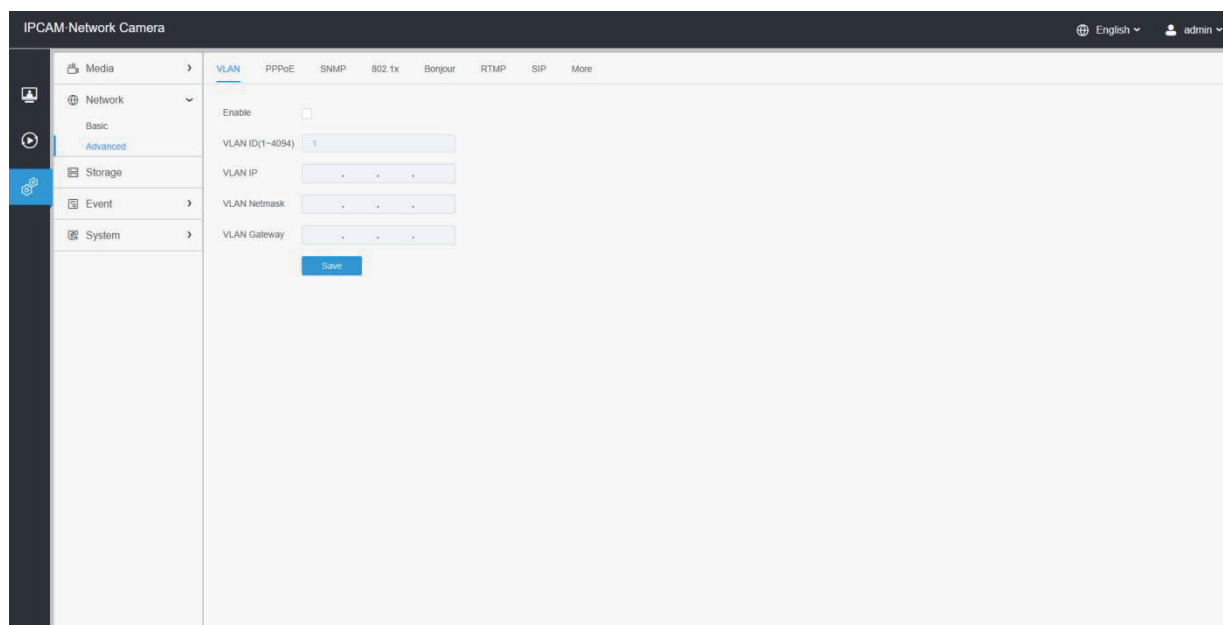 IPCAM·Network Camera
English
admin
Media
Network
Basic
Advanced
Storage
Event
System
VLAN PPPoE SNMP 802.1x Bonjour RTMP SIP More
Enable
VLAN ID(1~4094) 1
VLAN IP . . .
VLAN Netmask . . .
VLAN Gateway . . .
Save